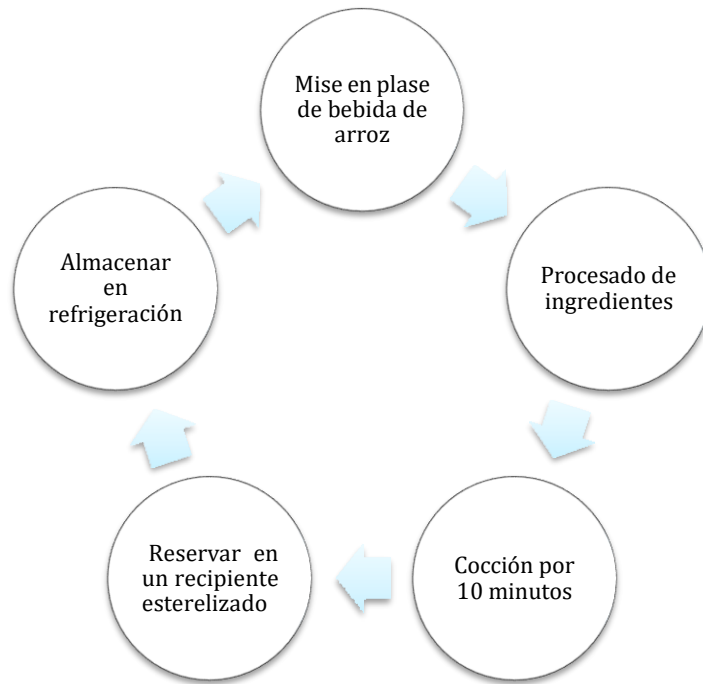 Mise en plase
de bebida de
arroz
Procesado de
ingredientes
Cocción por
10 minutos
Reservar en
un recipiente
esterelizado
Almacenar
en
refrigeración